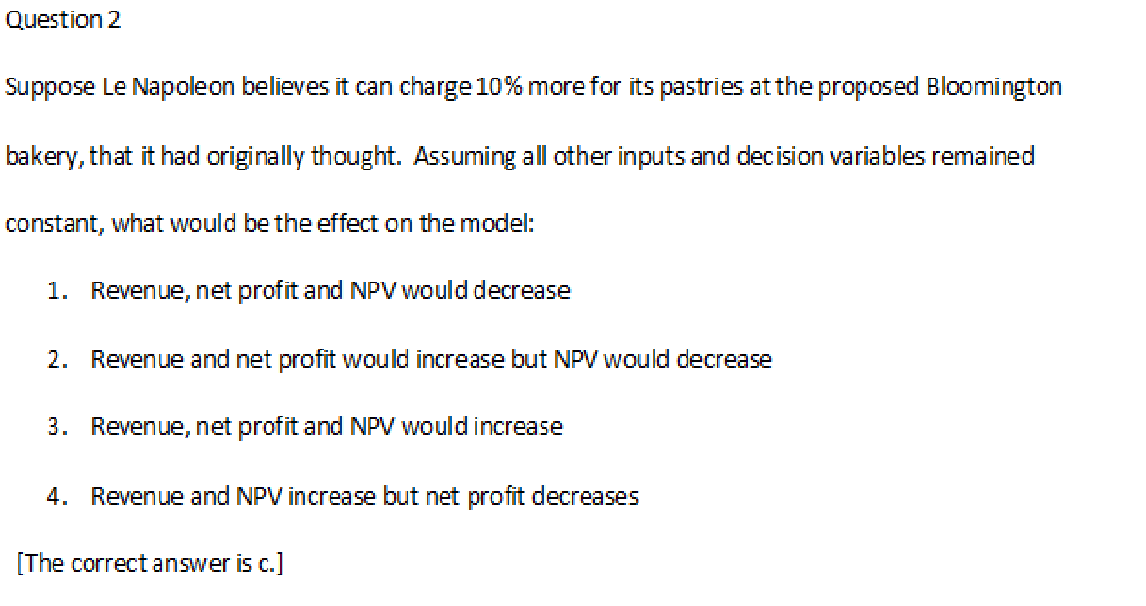 Question 2
Suppose Le Napoleon believes it can charge 10% more for its pastries at the proposed Bloomington
bakery, that it had originally thought. Assuming all other inputs and decision variables remained
constant, what would be the effect on the model:
1. Revenue, net profit and NPV would decrease
2. Revenue and net profit would increase but NPV would decrease
3. Revenue, net profit and NPV would increase
4. Revenue and NPV increase but net profit decreases
[The correct answer is c.]